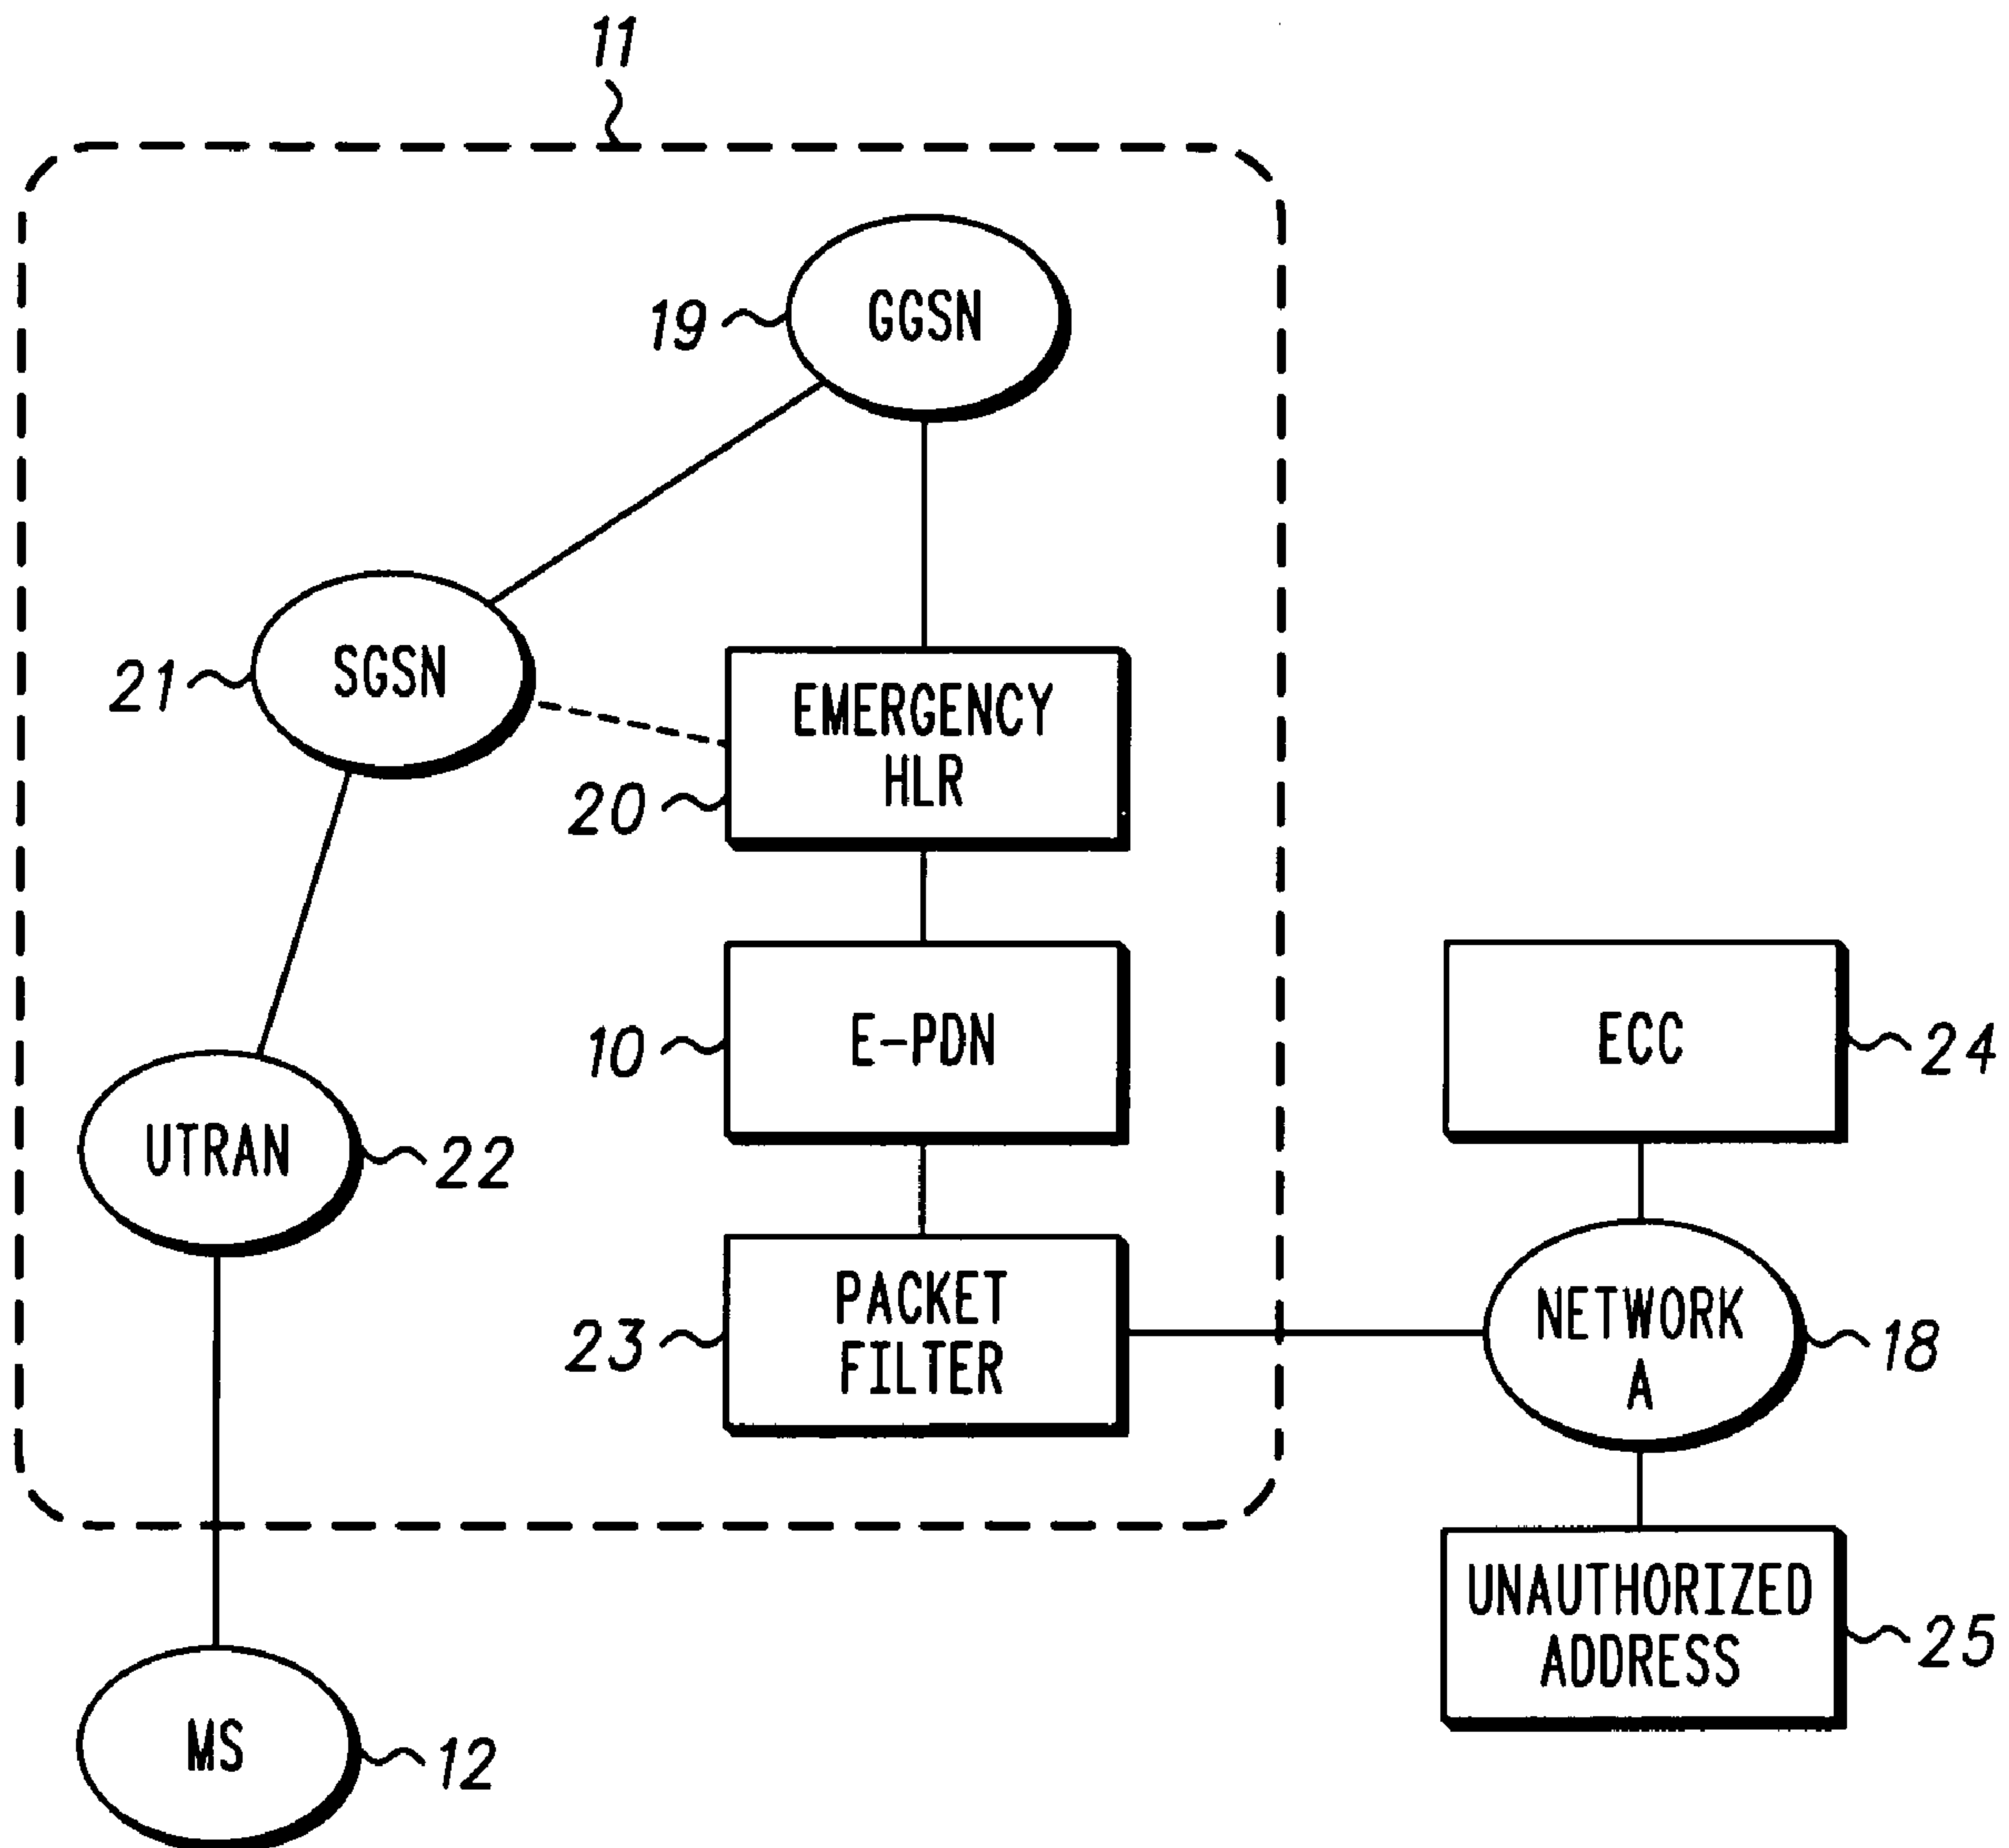 11
19
GGSN
21
SGSN
EMERGENCY
HLR
20
10
E-PDN
ECC
24
UTRAN
22
23
PACKET
FILTER
NETWORK
A
18
UNAUTHORIZED
ADDRESS
25
MS
12